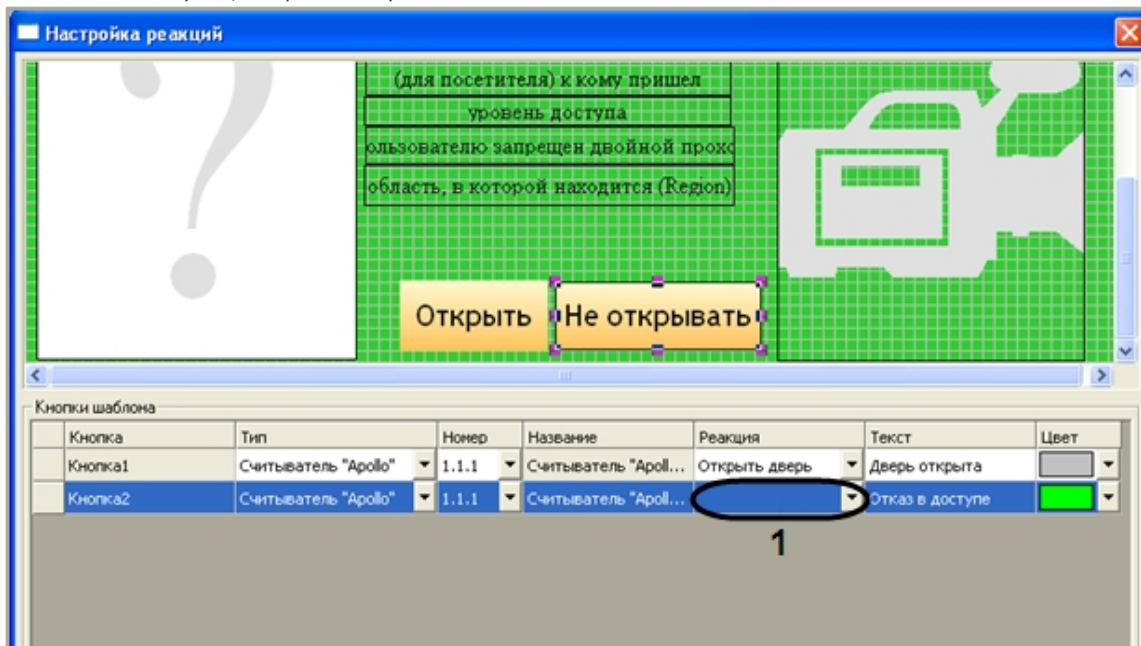 Настройка реакций
(для посетителя) к кому пришел
уровень доступа
ользователю запрещен двойной прохо
область, в которой находится (Region)
Открыть Не открывать
Кнопки шаблона
Кнопка Тип Номер Название Реакция Текст Цвет
Кнопка1 Считыватель "Apollo" 1.1.1 Считыватель "Apoll... Открыть дверь Дверь открыта
Кнопка2 Считыватель "Apollo" 1.1.1 Считыватель "Apoll... Отказ в доступе
1